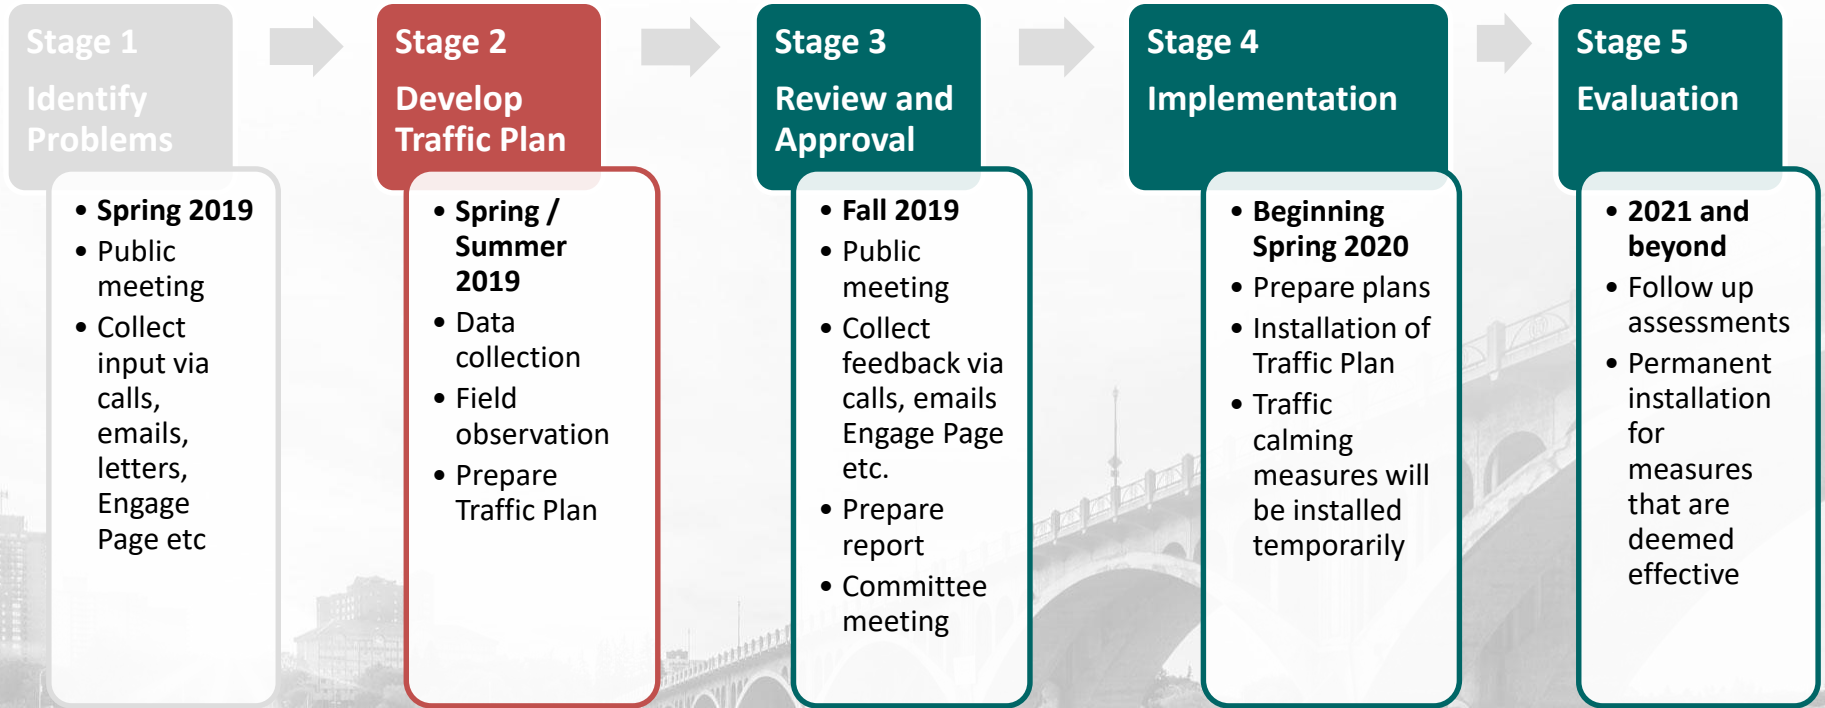 Stage 1
Identify
Problems
• Spring 2019
• Public
meeting
• Collect
input via
calls,
emails,
letters,
Engage
Page etc
Stage 2
Develop
Traffic Plan
• Spring /
Summer
2019
• Data
collection
• Field
observation
• Prepare
Traffic Plan
Stage 3
Review and
Approval
• Fall 2019
• Public
meeting
• Collect
feedback via
calls, emails
Engage Page
etc.
• Prepare
report
• Committee
meeting
Stage 4
Implementation
• Beginning
Spring 2020
• Prepare plans
• Installation of
Traffic Plan
• Traffic
calming
measures will
be installed
temporarily
Stage 5
Evaluation
• 2021 and
beyond
• Follow up
assessments
• Permanent
installation
for
measures
that are
deemed
effective